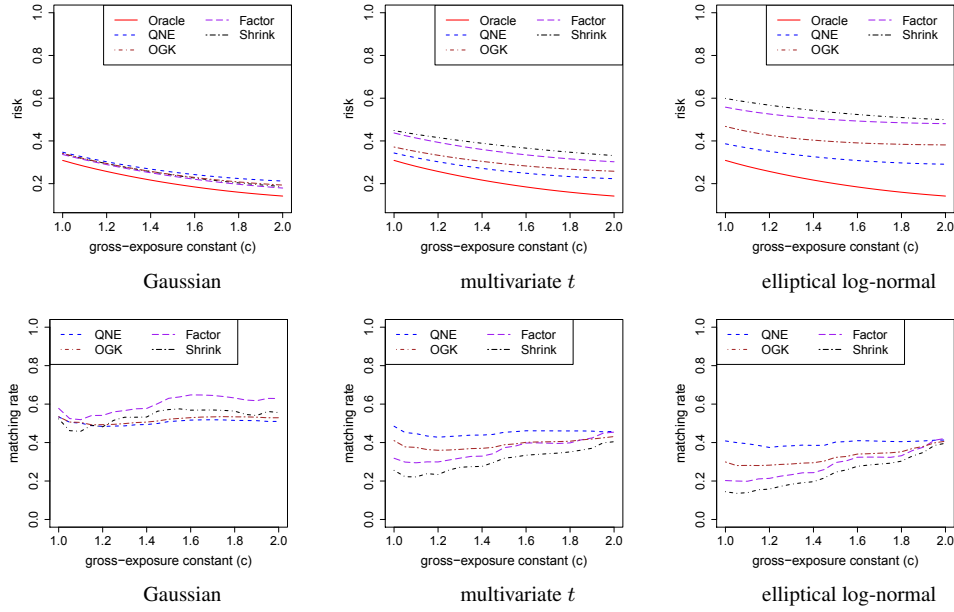 risk
1.0
0.8
0.6
0.4
0.2
Oracle
QNE
OGK
Factor
Shrink
1.0 1.2 1.4 1.6 1.8 2.0
gross−exposure constant (c)
Gaussian
risk
1.0
0.8
0.6
0.4
0.2
Oracle
QNE
OGK
Factor
Shrink
1.0 1.2 1.4 1.6 1.8 2.0
gross−exposure constant (c)
multivariate t
risk
1.0
0.8
0.6
0.4
0.2
Oracle
QNE
OGK
Factor
Shrink
1.0 1.2 1.4 1.6 1.8 2.0
gross−exposure constant (c)
elliptical log-normal
matching rate
1.0
0.8
0.6
0.4
0.2
0.0
QNE
OGK
Factor
Shrink
1.0 1.2 1.4 1.6 1.8 2.0
gross−exposure constant (c)
Gaussian
matching rate
1.0
0.8
0.6
0.4
0.2
0.0
QNE
OGK
Factor
Shrink
1.0 1.2 1.4 1.6 1.8 2.0
gross−exposure constant (c)
multivariate t
matching rate
1.0
0.8
0.6
0.4
0.2
0.0
QNE
OGK
Factor
Shrink
1.0 1.2 1.4 1.6 1.8 2.0
gross−exposure constant (c)
elliptical log-normal